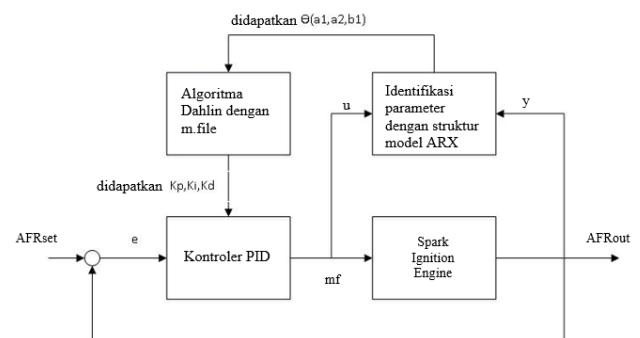 didapatkan Θ(a1,a2,b1)
Algoritma
Dahlin dengan
m.file
Identifikasi
parameter
dengan struktur
model ARX
u
y
didapatkan Kp,Ki,Kd
AFRset
e
Kontroler PID
mf
Spark
Ignition
Engine
AFRout